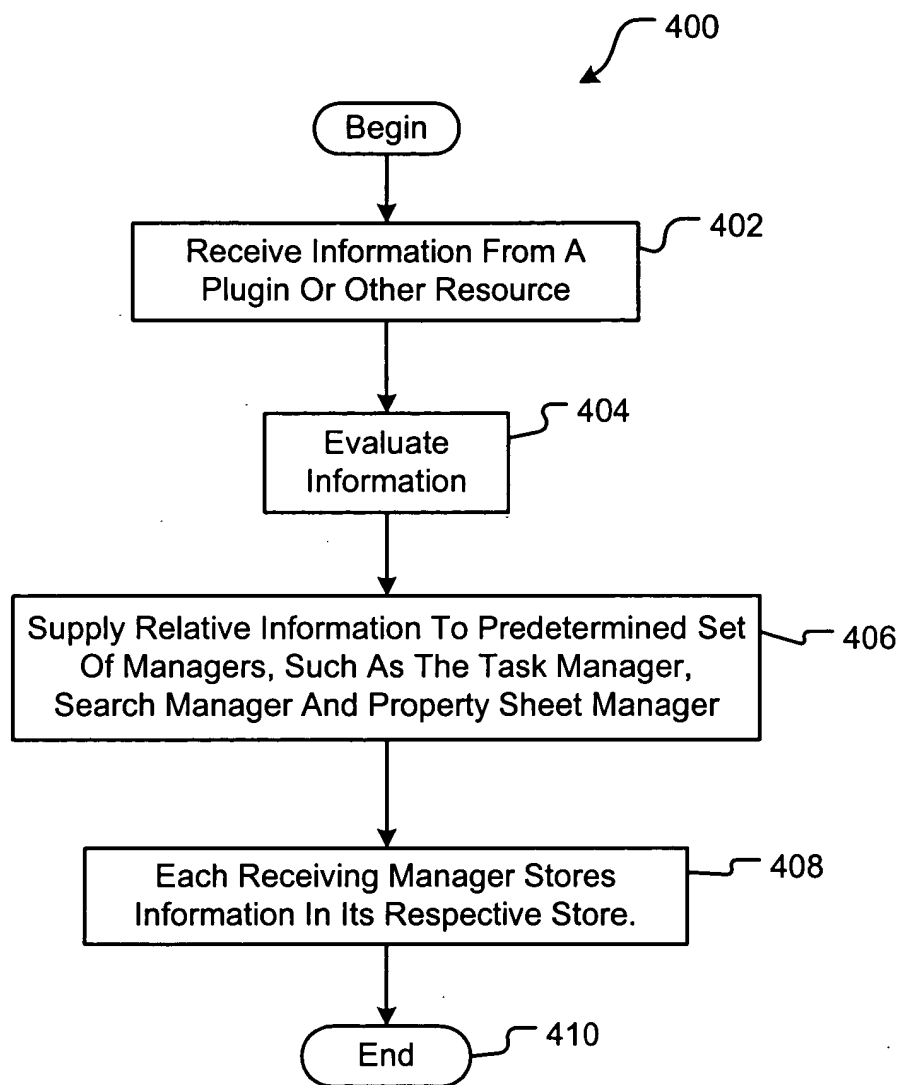 400
Begin
Receive Information From A
Plugin Or Other Resource
402
Evaluate
Information
404
Supply Relative Information To Predetermined Set
Of Managers, Such As The Task Manager,
Search Manager And Property Sheet Manager
406
Each Receiving Manager Stores
Information In Its Respective Store.
408
End
410